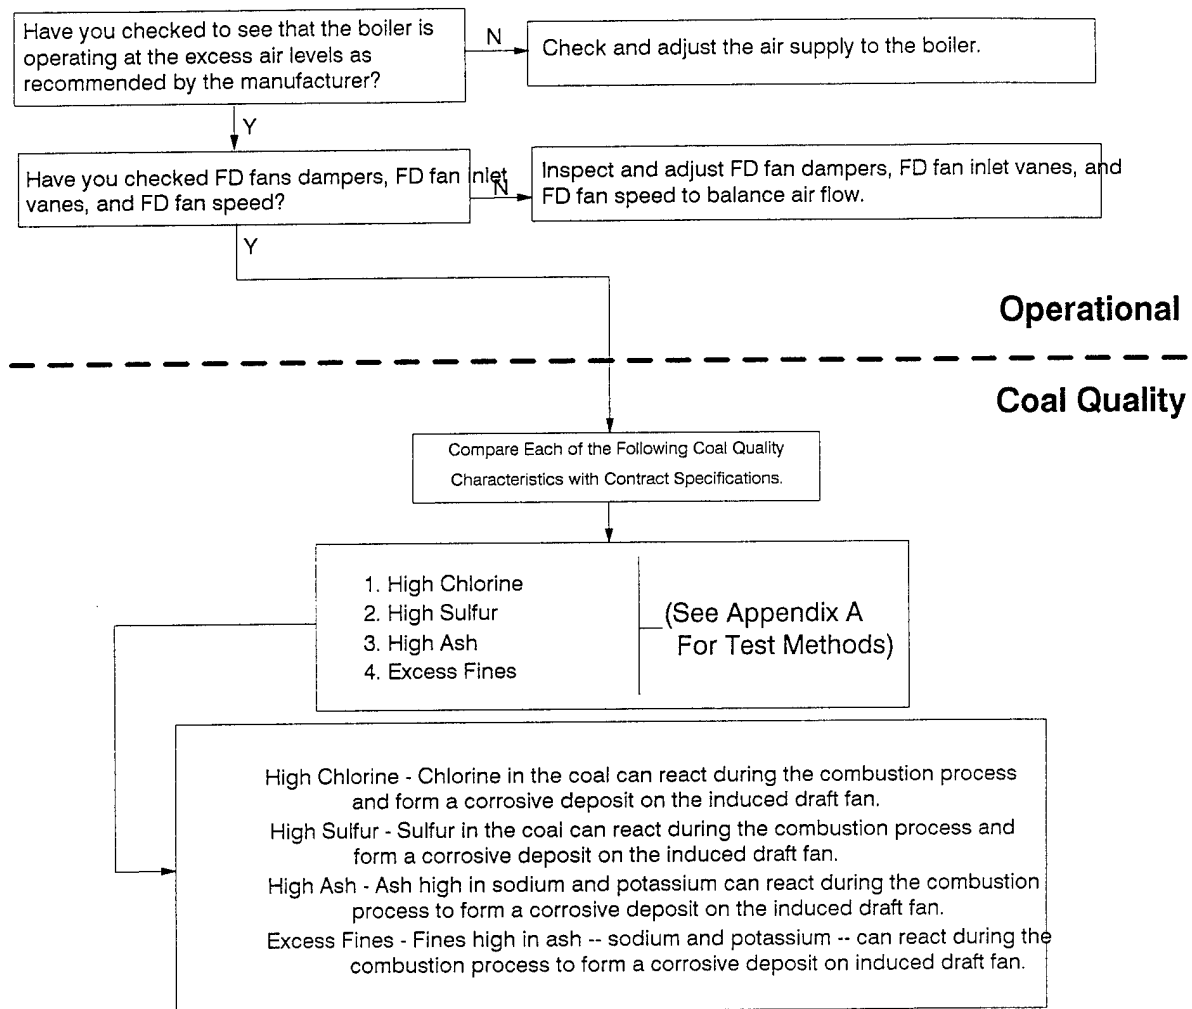 Have you checked to see that the boiler is
operating at the excess air levels as
recommended by the manufacturer?
N
Check and adjust the air supply to the boiler.
Y
Have you checked FD fans dampers, FD fan inlet
vanes, and FD fan speed?
N
Inspect and adjust FD fan dampers, FD fan inlet vanes, and
FD fan speed to balance air flow.
Y
Operational
Coal Quality
Compare Each of the Following Coal Quality
Characteristics with Contract Specifications.
1. High Chlorine
2. High Sulfur
3. High Ash
4. Excess Fines
(See Appendix A
For Test Methods)
High Chlorine - Chlorine in the coal can react during the combustion process
and form a corrosive deposit on the induced draft fan.
High Sulfur - Sulfur in the coal can react during the combustion process and
form a corrosive deposit on the induced draft fan.
High Ash - Ash high in sodium and potassium can react during the combustion
process to form a corrosive deposit on the induced draft fan.
Excess Fines - Fines high in ash -- sodium and potassium -- can react during the
combustion process to form a corrosive deposit on induced draft fan.